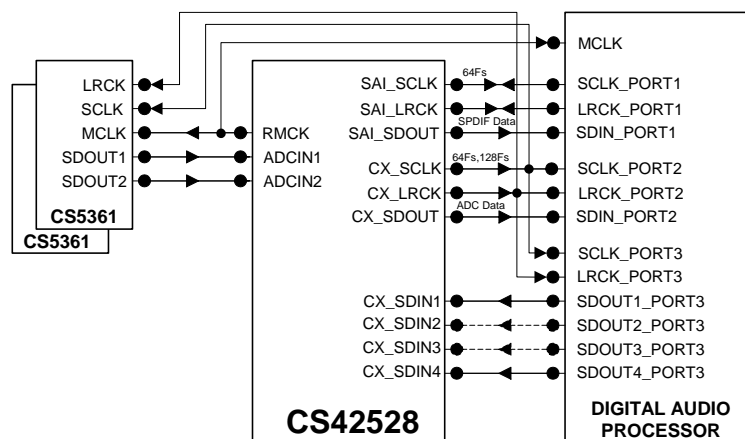 LRCK
SCLK
MCLK
SDOUT1
SDOUT2
CS5361
CS5361
RMCK
ADCIN1
ADCIN2
SAI_SCLK
SAI_LRCK
SAI_SDOUT
CX_SCLK
CX_LRCK
CX_SDOUT
CX_SDIN1
CX_SDIN2
CX_SDIN3
CX_SDIN4
CS42528
64Fs
SPDIF Data
64Fs,128Fs
ADC Data
MCLK
SCLK_PORT1
LRCK_PORT1
SDIN_PORT1
SCLK_PORT2
LRCK_PORT2
SDIN_PORT2
SCLK_PORT3
LRCK_PORT3
SDOUT1_PORT3
SDOUT2_PORT3
SDOUT3_PORT3
SDOUT4_PORT3
DIGITAL AUDIO
PROCESSOR